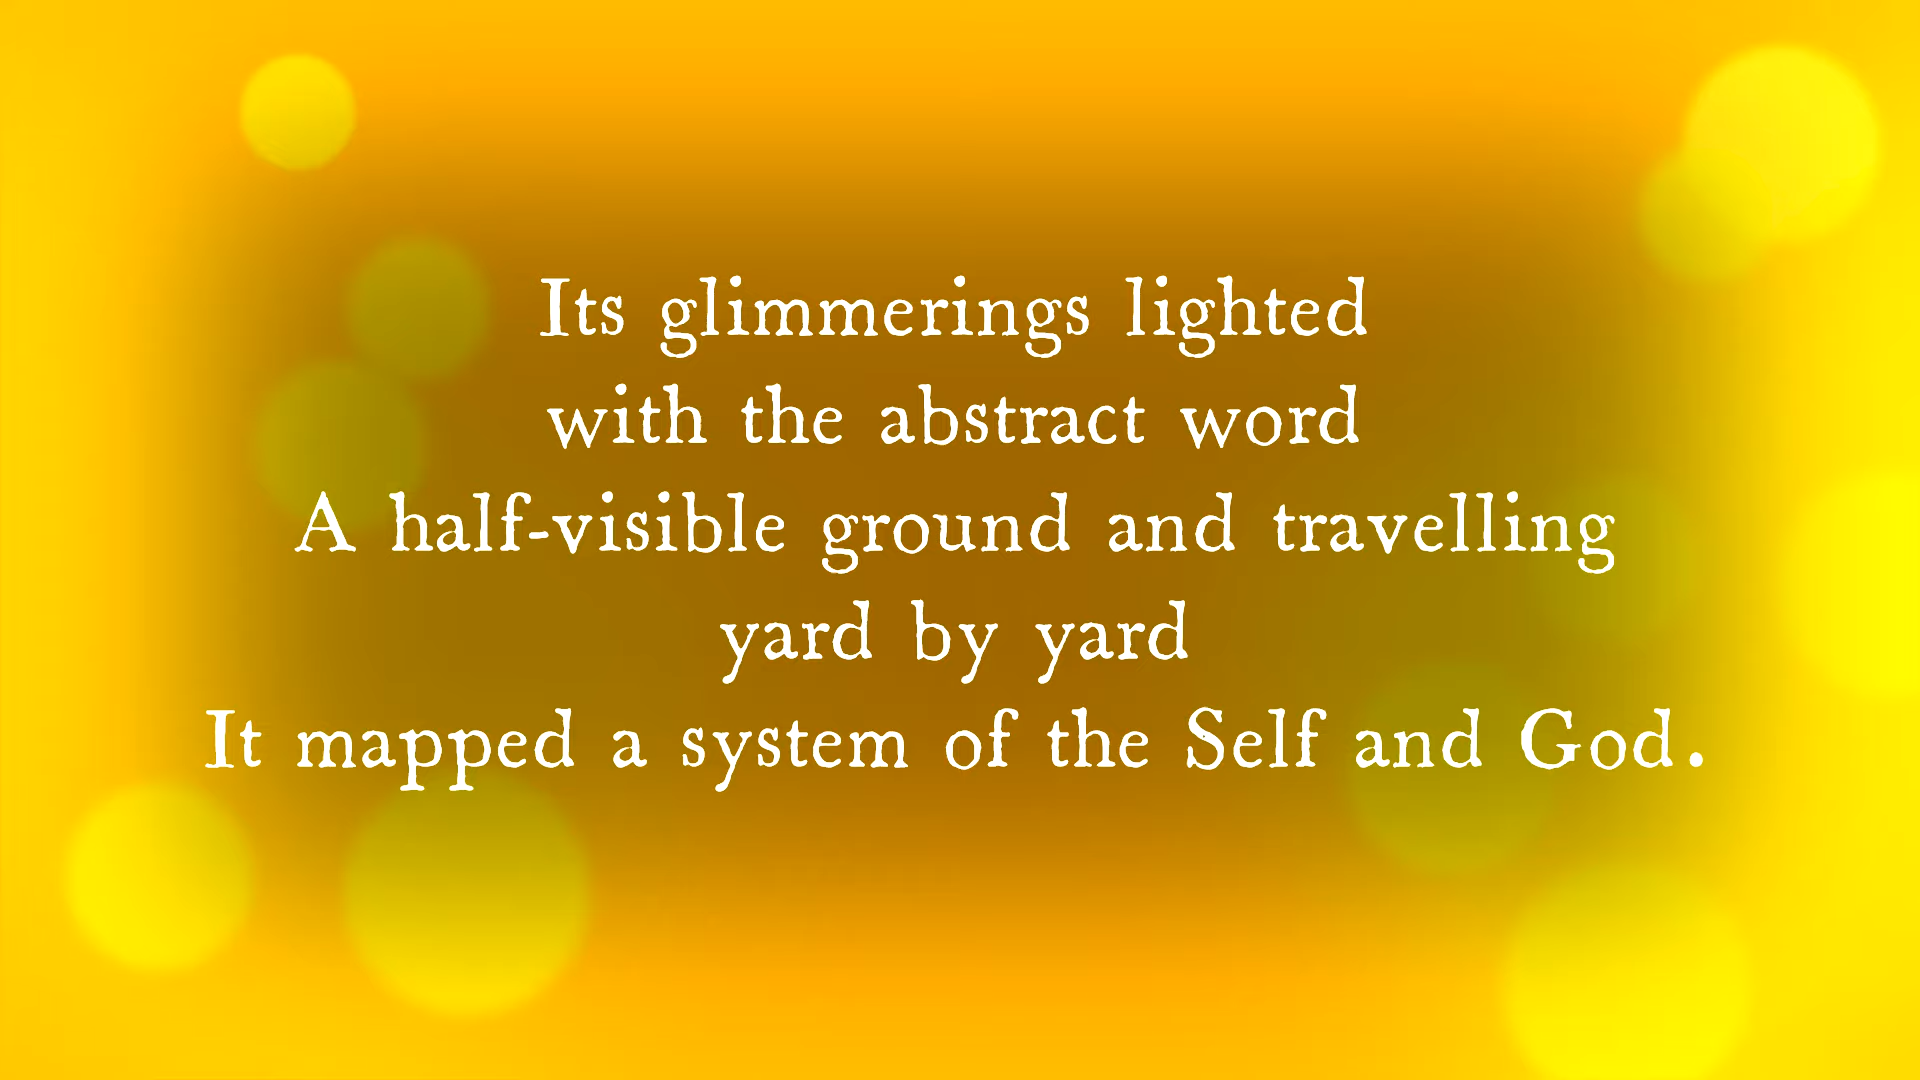 Its glimmerings lighted
with the abstract word
A half-visible ground and travelling
yard by yard
It mapped a system of the Self and God.